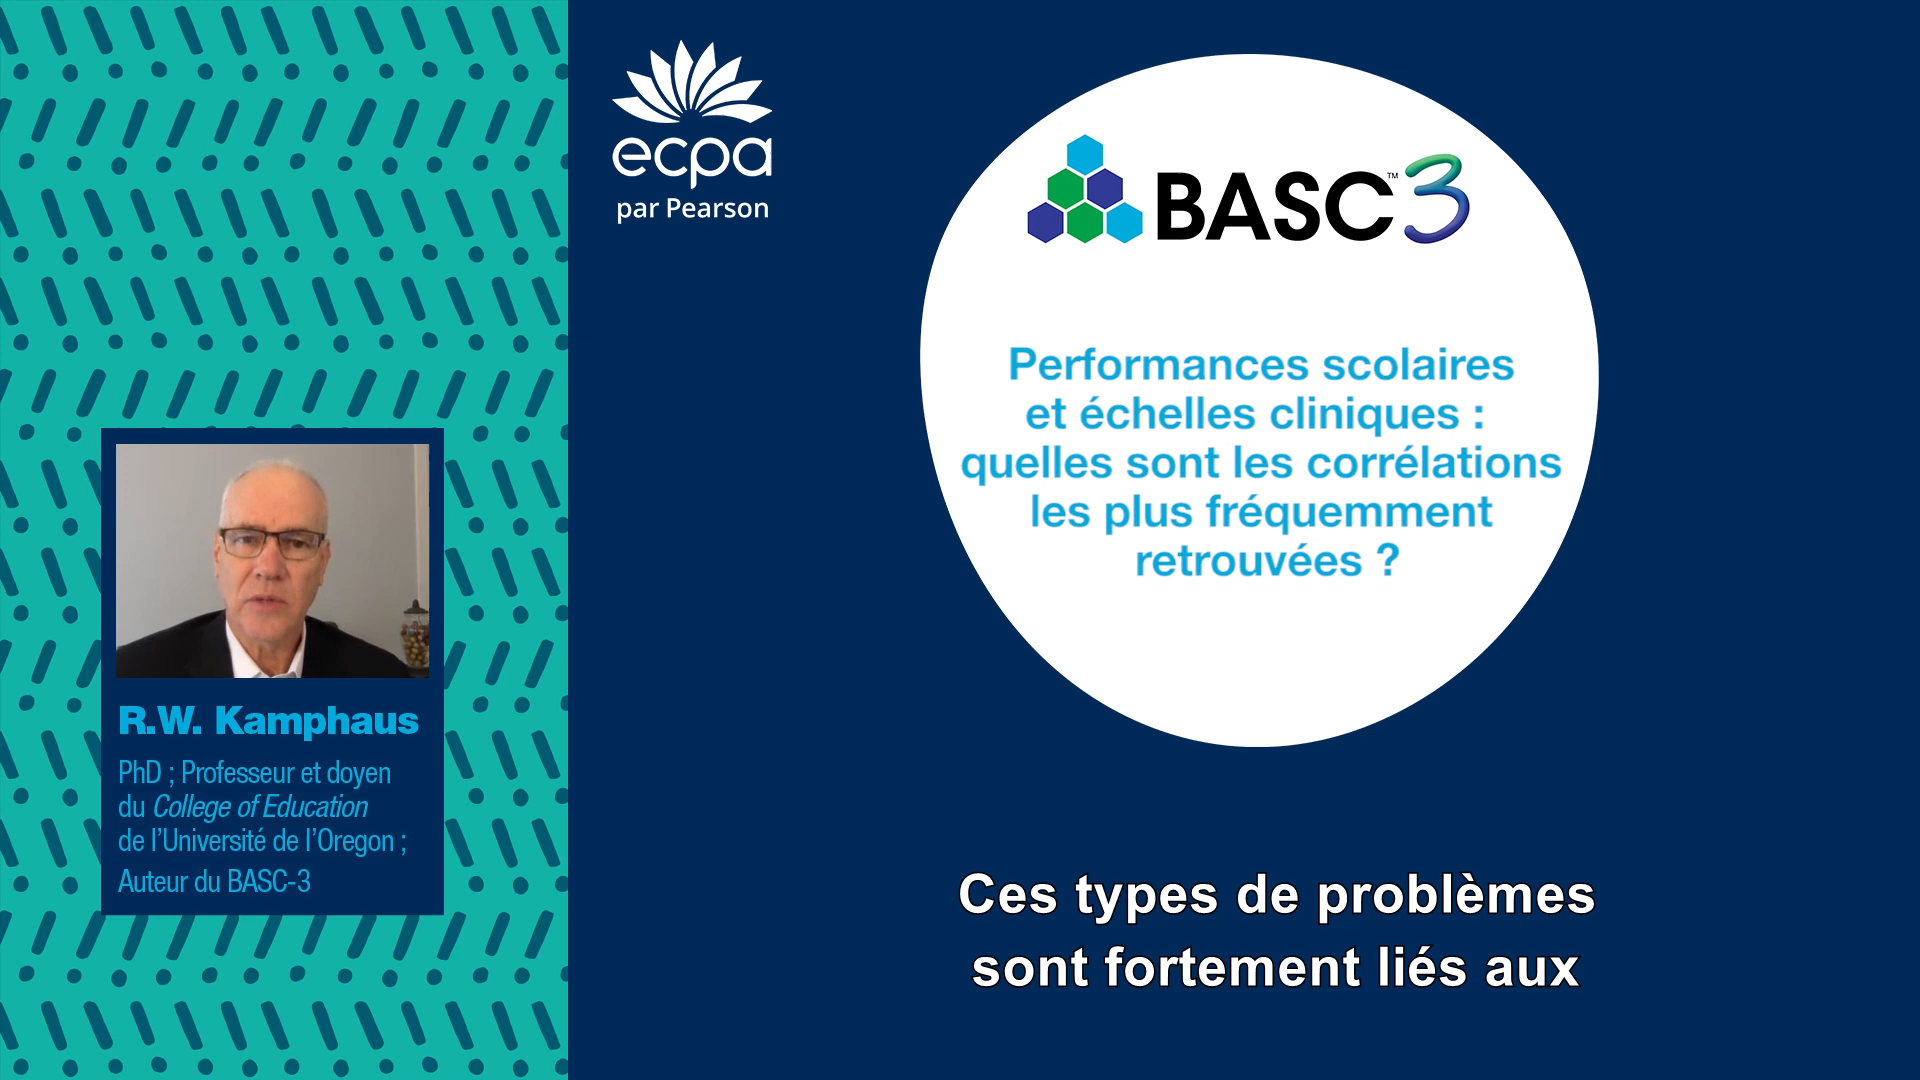 ecpa
par Pearson
BASC™3
Performances scolaires
et échelles cliniques :
quelles sont les corrélations
les plus fréquemment
retrouvées ?
R.W. Kamphaus
PhD ; Professeur et doyen
du College of Education
de l’Université de l’Oregon ;
Auteur du BASC-3
Ces types de problèmes
sont fortement liés aux